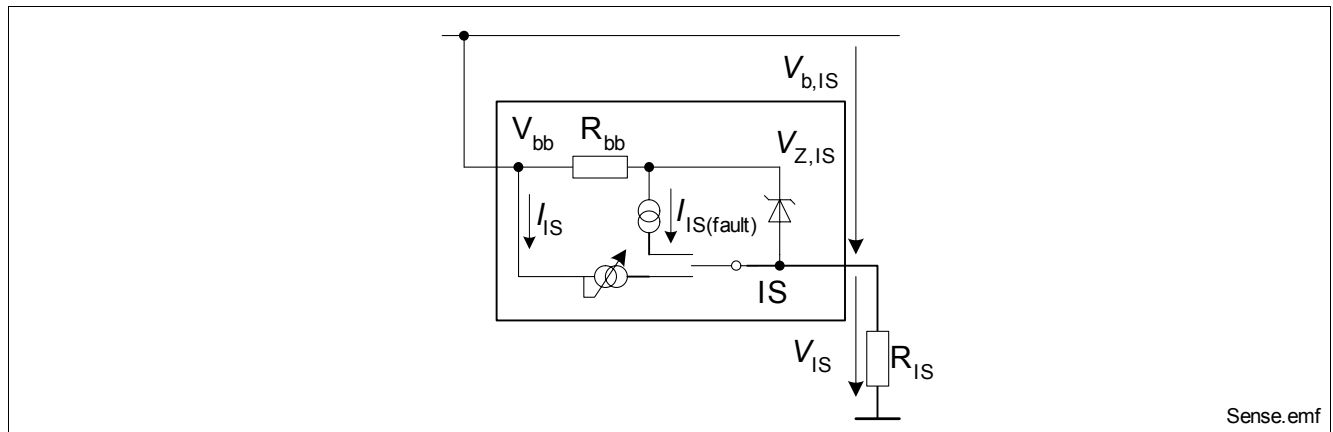 V_b,IS
V_bb R_bb V_Z,IS
I_IS I_IS(fault)
IS
V_IS R_IS
Sense.emf